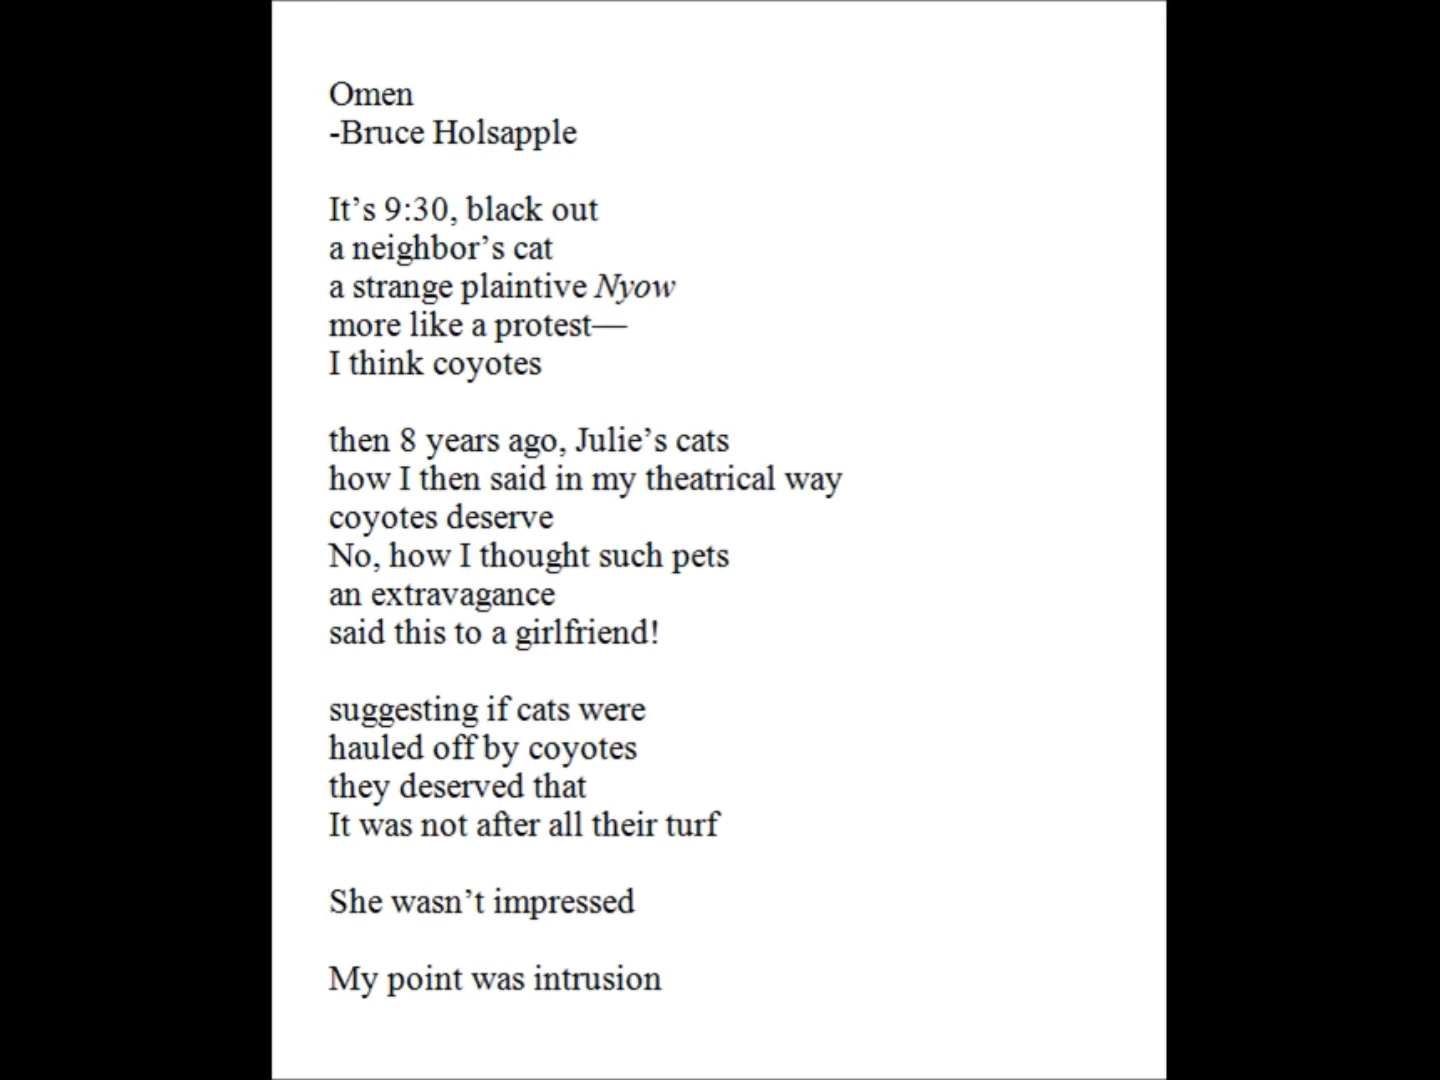 Omen
-Bruce Holsapple
It’s 9:30, black out
a neighbor’s cat
a strange plaintive Nyow
more like a protest—
I think coyotes
then 8 years ago, Julie’s cats
how I then said in my theatrical way
coyotes deserve
No, how I thought such pets
an extravagance
said this to a girlfriend!
suggesting if cats were
hauled off by coyotes
they deserved that
It was not after all their turf
She wasn’t impressed
My point was intrusion